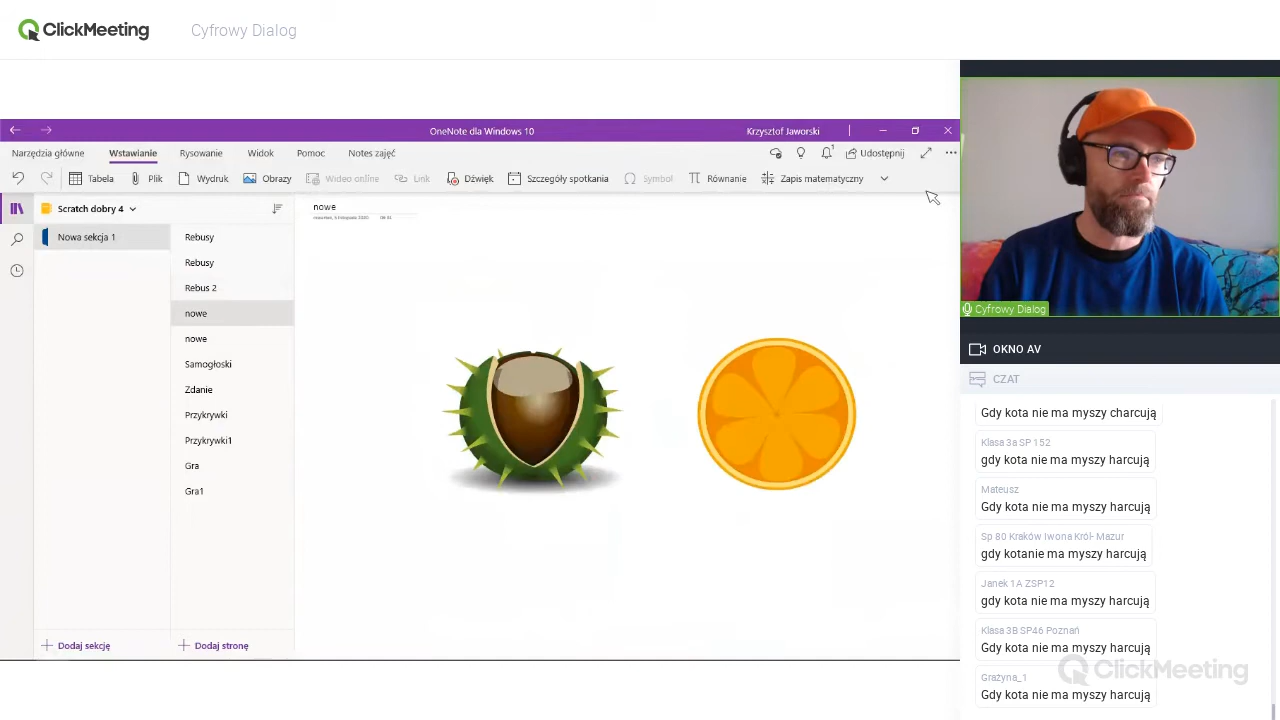 ClickMeeting Cyfrowy Dialog
OneNote dla Windows 10 Krzysztof Jaworski
Narzędzia główne Wstawianie Rysowanie Widok Pomoc Notes zajęć 1 Udostępnij
Tabela Plik Wydruk Obrazy Wideo online Link Dźwięk Szczegóły spotkania Symbol Równanie Zapis matematyczny
Scratch dobry 4
Nowa sekcja 1
Rebusy
Rebusy
Rebus 2
nowe
nowe
Samogłoski
Zdanie
Przykrywki
Przykrywki1
Gra
Gra1
Dodaj sekcję
Dodaj stronę
nowe
Cyfrowy Dialog
OKNO AV
CZAT
Gdy kota nie ma myszy charcują
Klasa 3a SP 152
gdy kota nie ma myszy harcują
Mateusz
Gdy kota nie ma myszy harcują
Sp 80 Kraków Iwona Król- Mazur
gdy kotanie ma myszy harcują
Janek 1A ZSP12
gdy kota nie ma myszy harcują
Klasa 3B SP46 Poznań
Gdy kota nie ma myszy harcują
Grażyna_1
Gdy kota nie ma myszy harcują
ClickMeeting